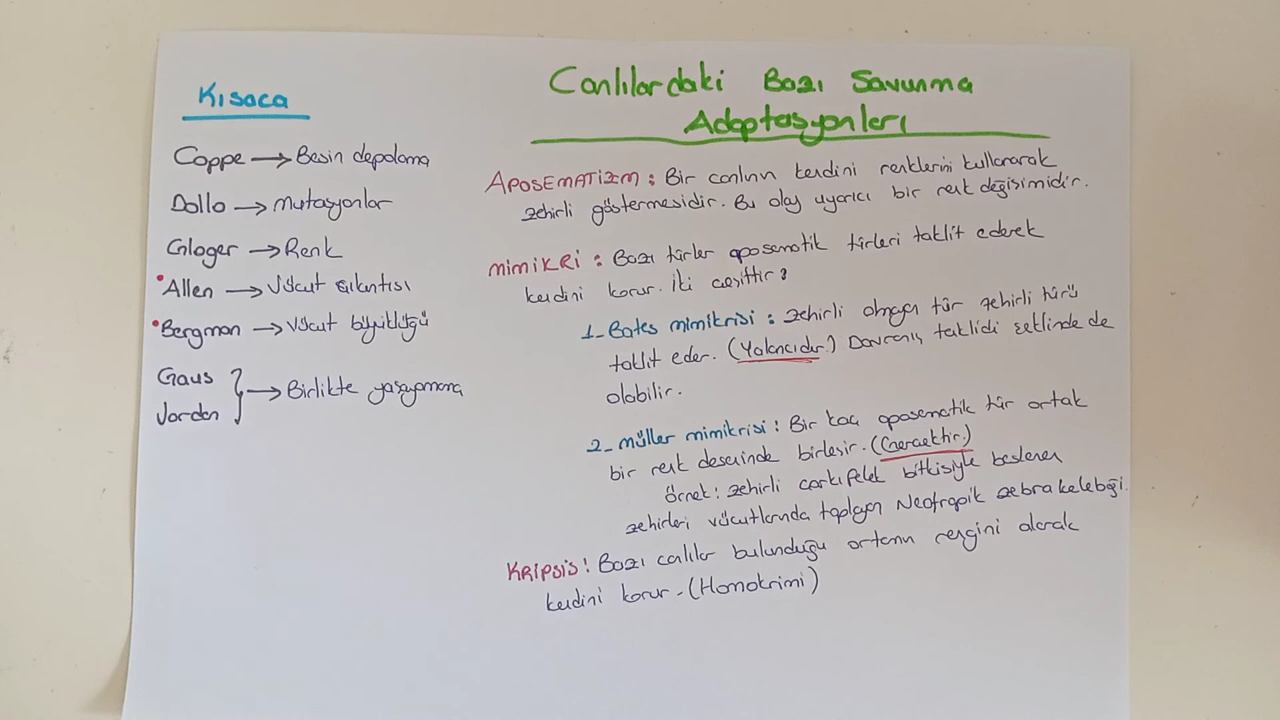 Kısaca
Coppe → Besin depolama
Dollo → Mutasyonlar
Gloger → Renk
Allen → Vücut çıkıntısı
Bergman → Vücut büyüklüğü
Gaus
Jordan } → Birlikte yaşayamama
Canlılardaki Bazı Savunma
Adaptasyonları
APOSEMATİZM : Bir canlının kendini renklerini kullanarak
zehirli göstermesidir. Bu olay uyarıcı bir renk değişimidir.
MİMİKRİ : Bazı türler aposematik türleri taklit ederek
kendini korur. İki çeşittir :
1- Bates mimikrisi : Zehirli olmayan tür zehirli türü
taklit eder. (Yalancıdır.) Davranış taklidi şeklinde de
olabilir.
2- Müller mimikrisi : Bir kaç aposematik tür ortak
bir renk deseninde birleşir. (Gerçektir.)
Örnek : Zehirli çarkıfelek bitkisiyle beslenen
zehirleri vücutlarında toplayan Neotropik zebra kelebeği.
KRİPSİS : Bazı canlılar bulunduğu ortamın rengini alarak
kendini korur. (Homokromi)